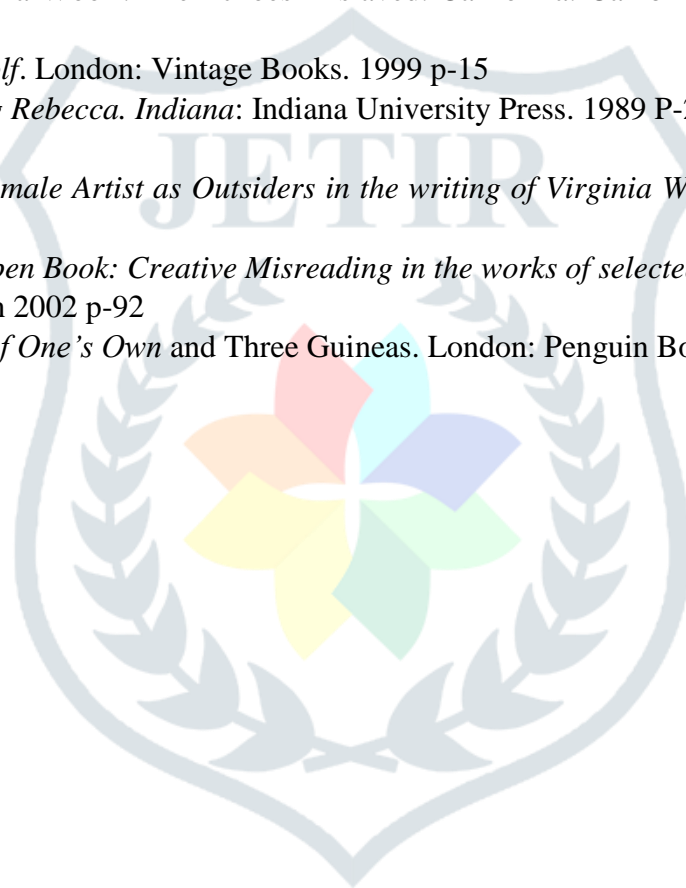 olf. London: Vintage Books. 1999 p-15
Rebecca. Indiana: Indiana University Press. 1989 P-
JETIR
male Artist as Outsiders in the writing of Virginia W
pen Book: Creative Misreading in the works of selecte
2002 p-92
f One’s Own and Three Guineas. London: Penguin Bo